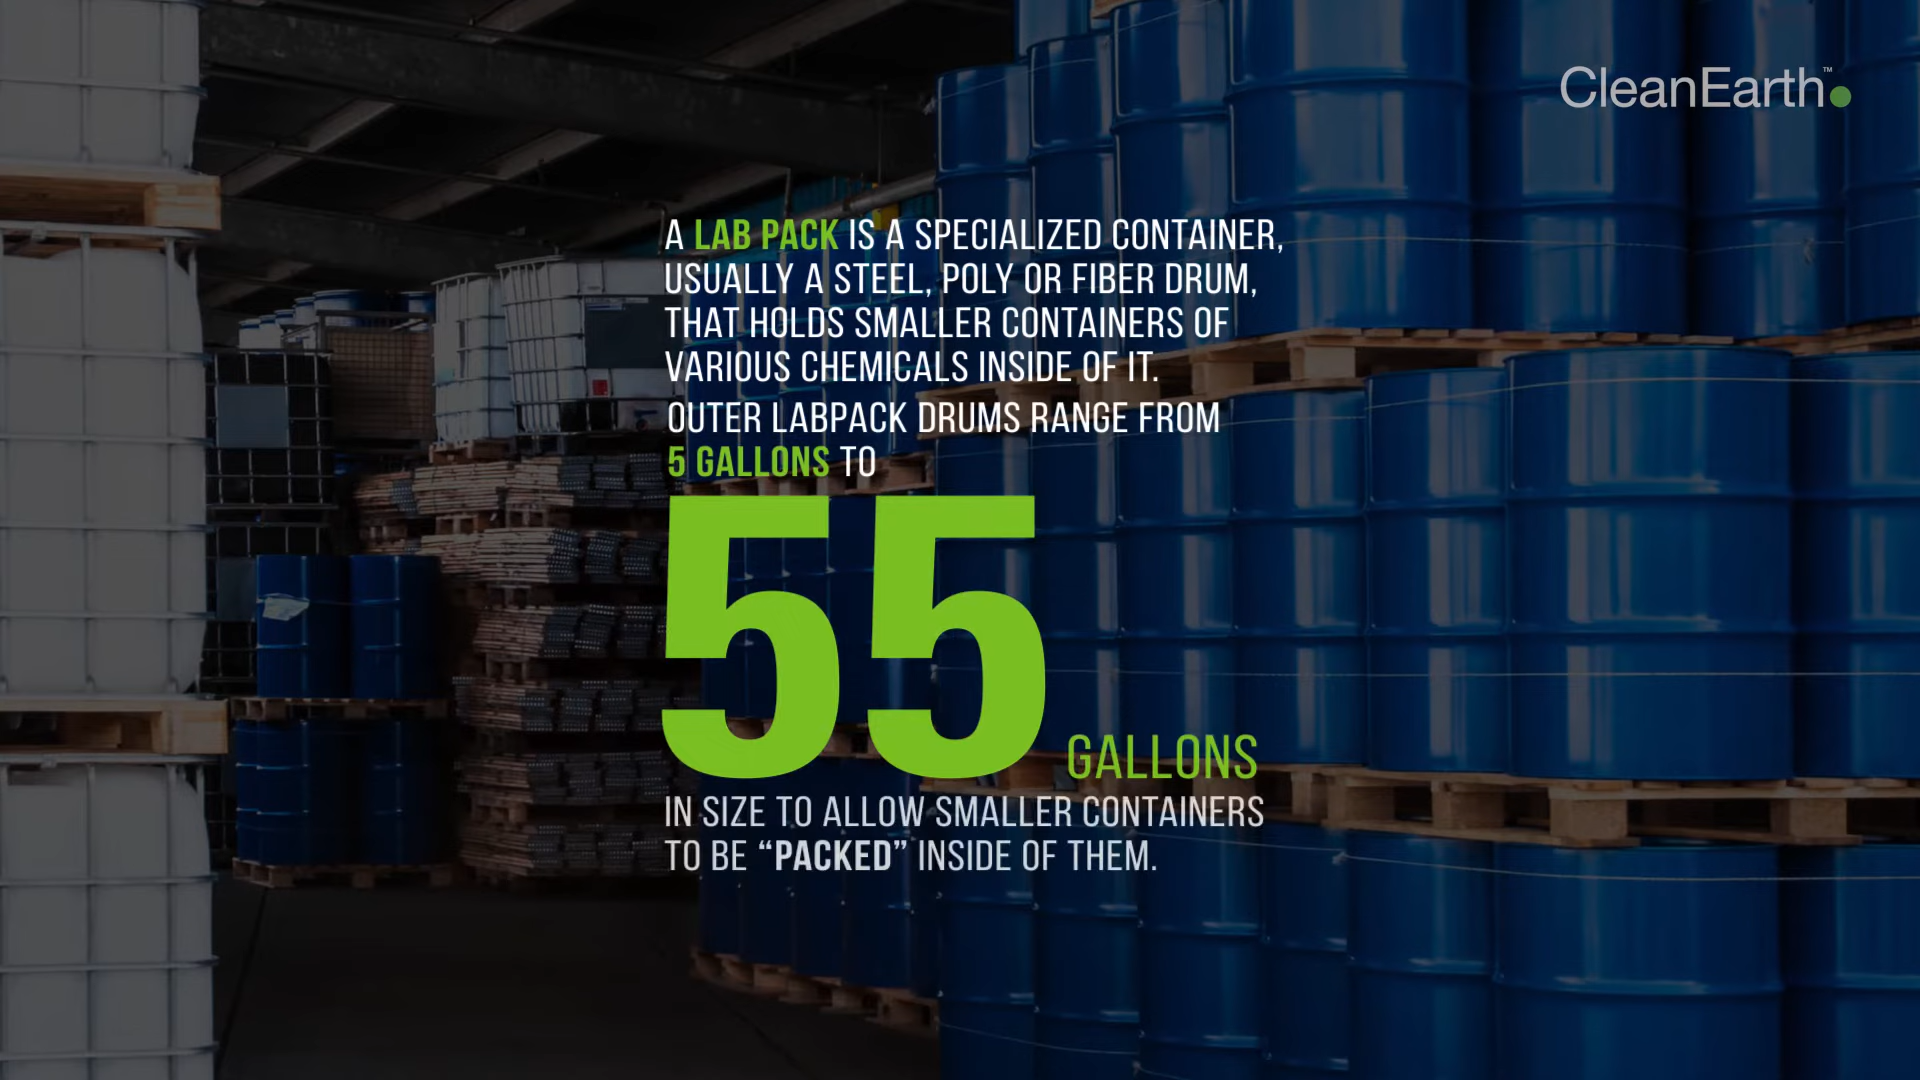 CleanEarth™
A LAB PACK IS A SPECIALIZED CONTAINER,
USUALLY A STEEL, POLY OR FIBER DRUM,
THAT HOLDS SMALLER CONTAINERS OF
VARIOUS CHEMICALS INSIDE OF IT.
OUTER LABPACK DRUMS RANGE FROM
5 GALLONS TO
55 GALLONS
IN SIZE TO ALLOW SMALLER CONTAINERS
TO BE “PACKED” INSIDE OF THEM.